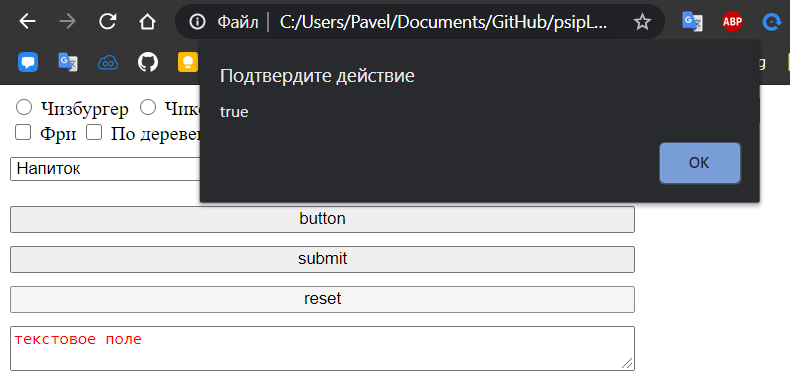 Файл C:/Users/Pavel/Documents/GitHub/psipL...
ABP
g
Подтвердите действие
true
OK
Чизбургер
Фри По
Напиток
button
submit
reset
текстовое поле